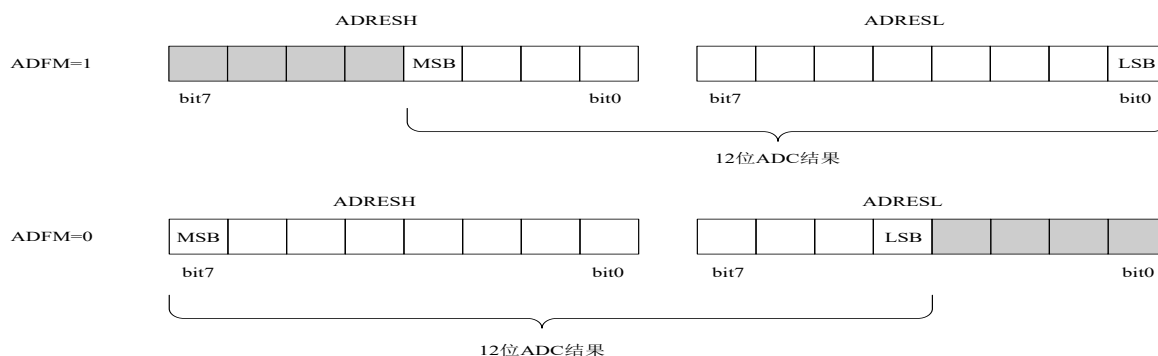 ADRESH ADRESL
ADFM=1 MSB LSB
bit7 bit0 bit7 bit0
12位ADC结果
ADRESH ADRESL
ADFM=0 MSB LSB
bit7 bit0 bit7 bit0
12位ADC结果